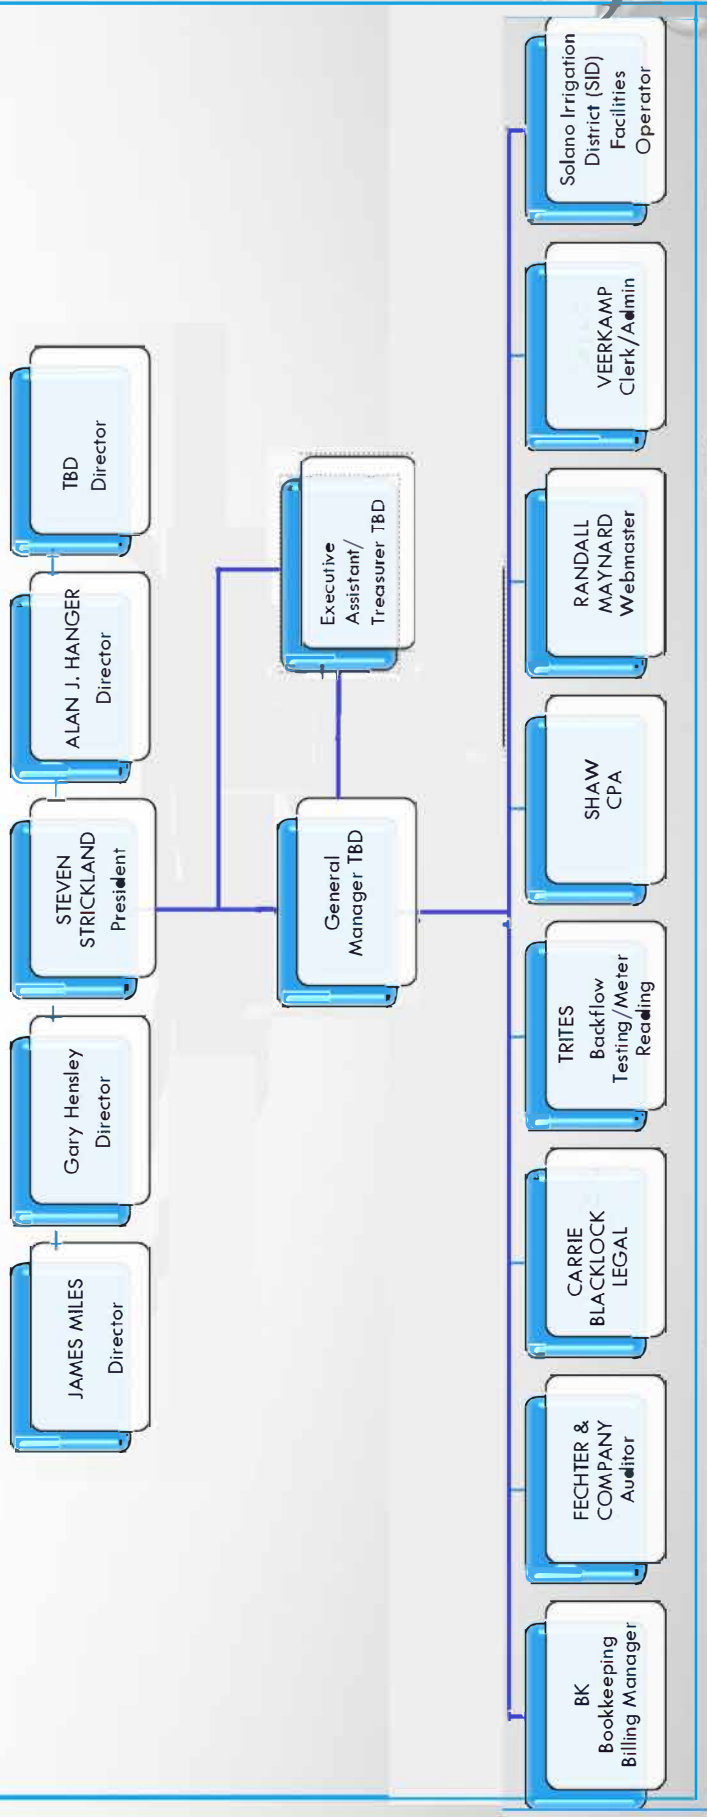 JAMES MILES
Director
Gary Hensley
Director
STEVEN
STRICKLAND
President
ALAN J. HANGER
Director
TBD
Director
General
Manager TBD
Executive
Assistant/
Treasurer TBD
BK
Bookkeeping
Billing Manager
FECHTER &
COMPANY
Auditor
CARRIE
BLACKLOCK
LEGAL
TRITES
Backflow
Testing/Meter
Reading
SHAW
CPA
RANDALL
MAYNARD
Webmaster
VEERKAMP
Clerk/Admin
Solano Irrigation
District (SID)
Facilities
Operator